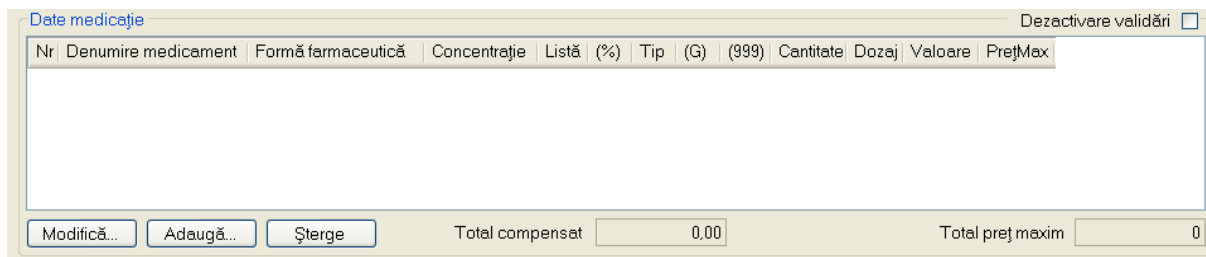 Date medicaţie Dezactivare validări
Nr Denumire medicament Formă farmaceutică Concentraţie Listă (%) Tip (G) (999) Cantitate Dozaj Valoare PreţMax
Modifică... Adaugă... Şterge Total compensat 0,00 Total preţ maxim 0